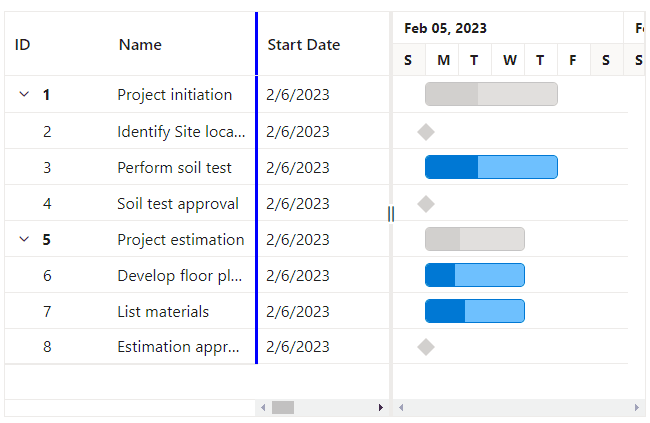 ID Name Start Date Feb 05, 2023 Fe
S M T W T F S S
1 Project initiation 2/6/2023
2 Identify Site loca... 2/6/2023
3 Perform soil test 2/6/2023
4 Soil test approval 2/6/2023
5 Project estimation 2/6/2023
6 Develop floor pl... 2/6/2023
7 List materials 2/6/2023
8 Estimation appr... 2/6/2023